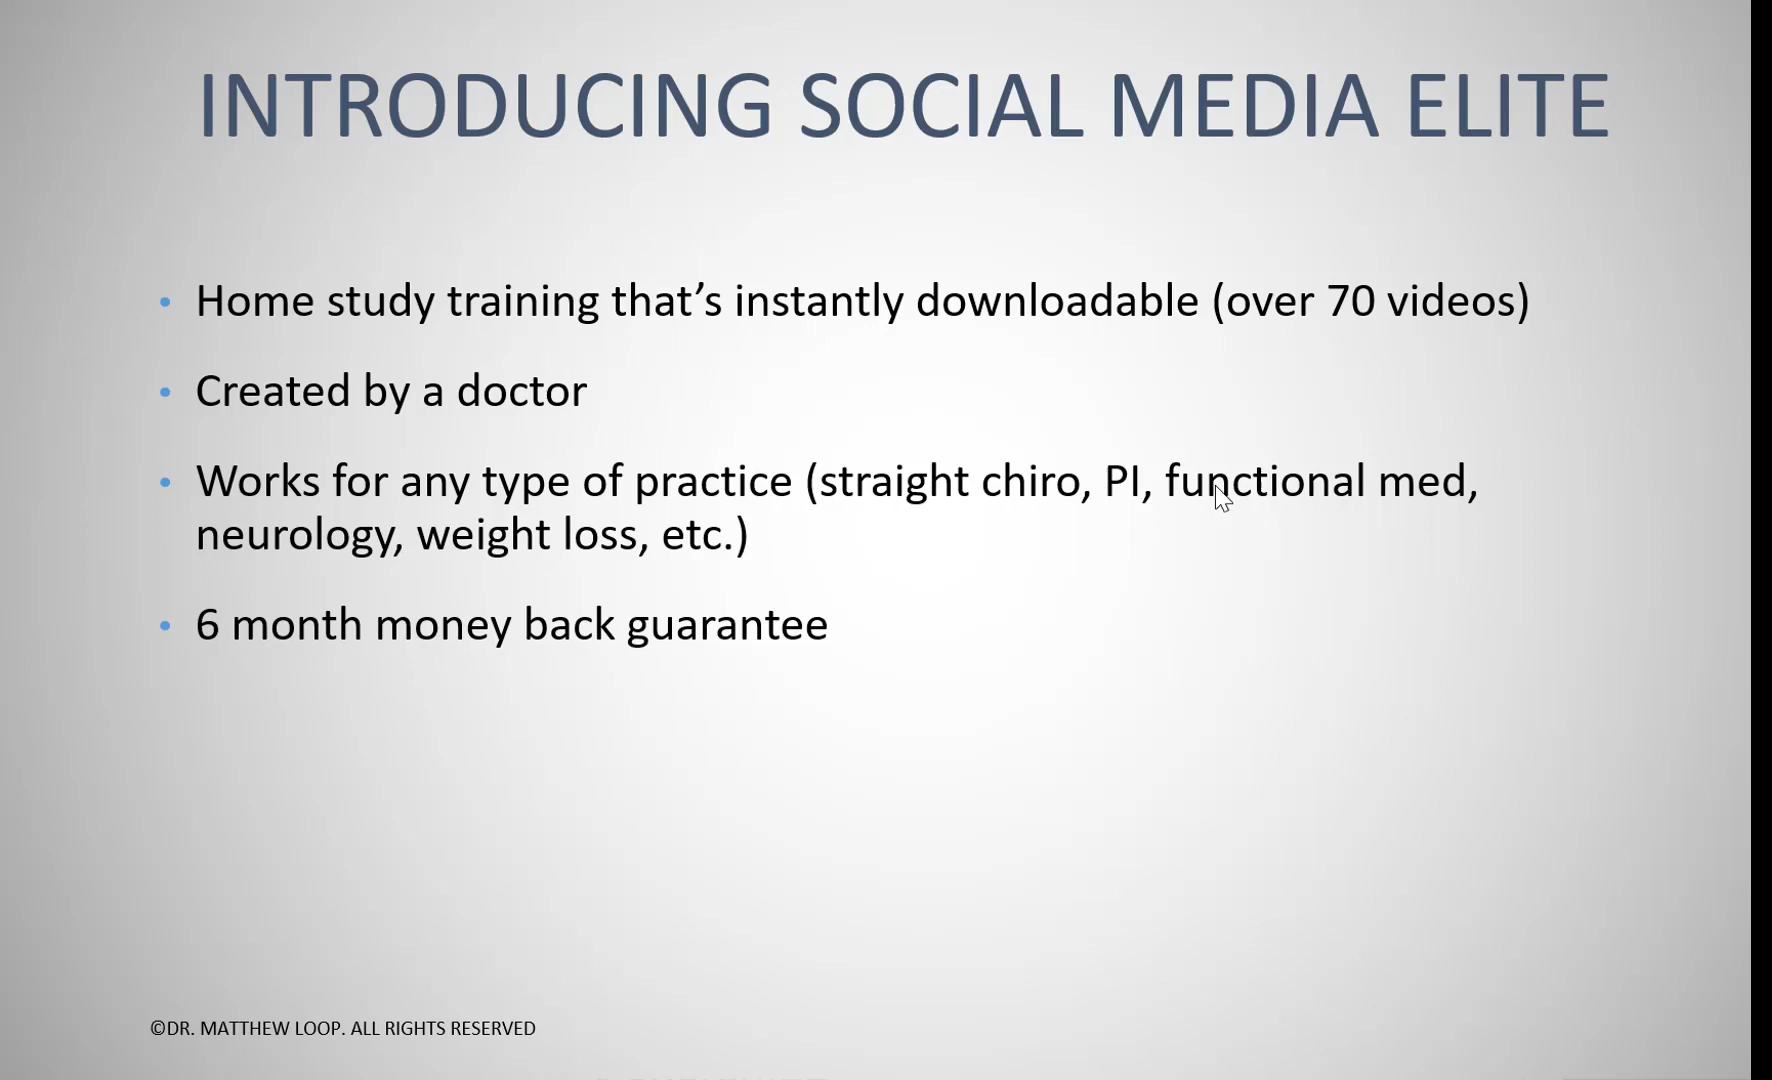 INTRODUCING SOCIAL MEDIA ELITE
• Home study training that’s instantly downloadable (over 70 videos)
• Created by a doctor
• Works for any type of practice (straight chiro, PI, functional med,
neurology, weight loss, etc.)
• 6 month money back guarantee
©DR. MATTHEW LOOP. ALL RIGHTS RESERVED